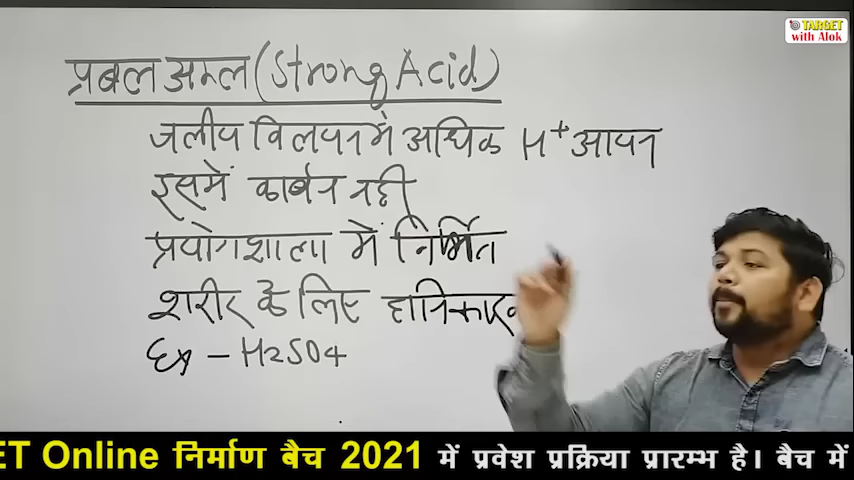 TARGET
with Alok
प्रबल अम्ल (Strong Acid)
जलीय विलयन में अधिक H+ आयन
इसमें कार्बन नहीं
प्रयोगशाला में निर्मित
शरीर के लिए हानिकारक
Ex - H2SO4
ET Online निर्माण बैच 2021 में प्रवेश प्रक्रिया प्रारम्भ है। बैच में